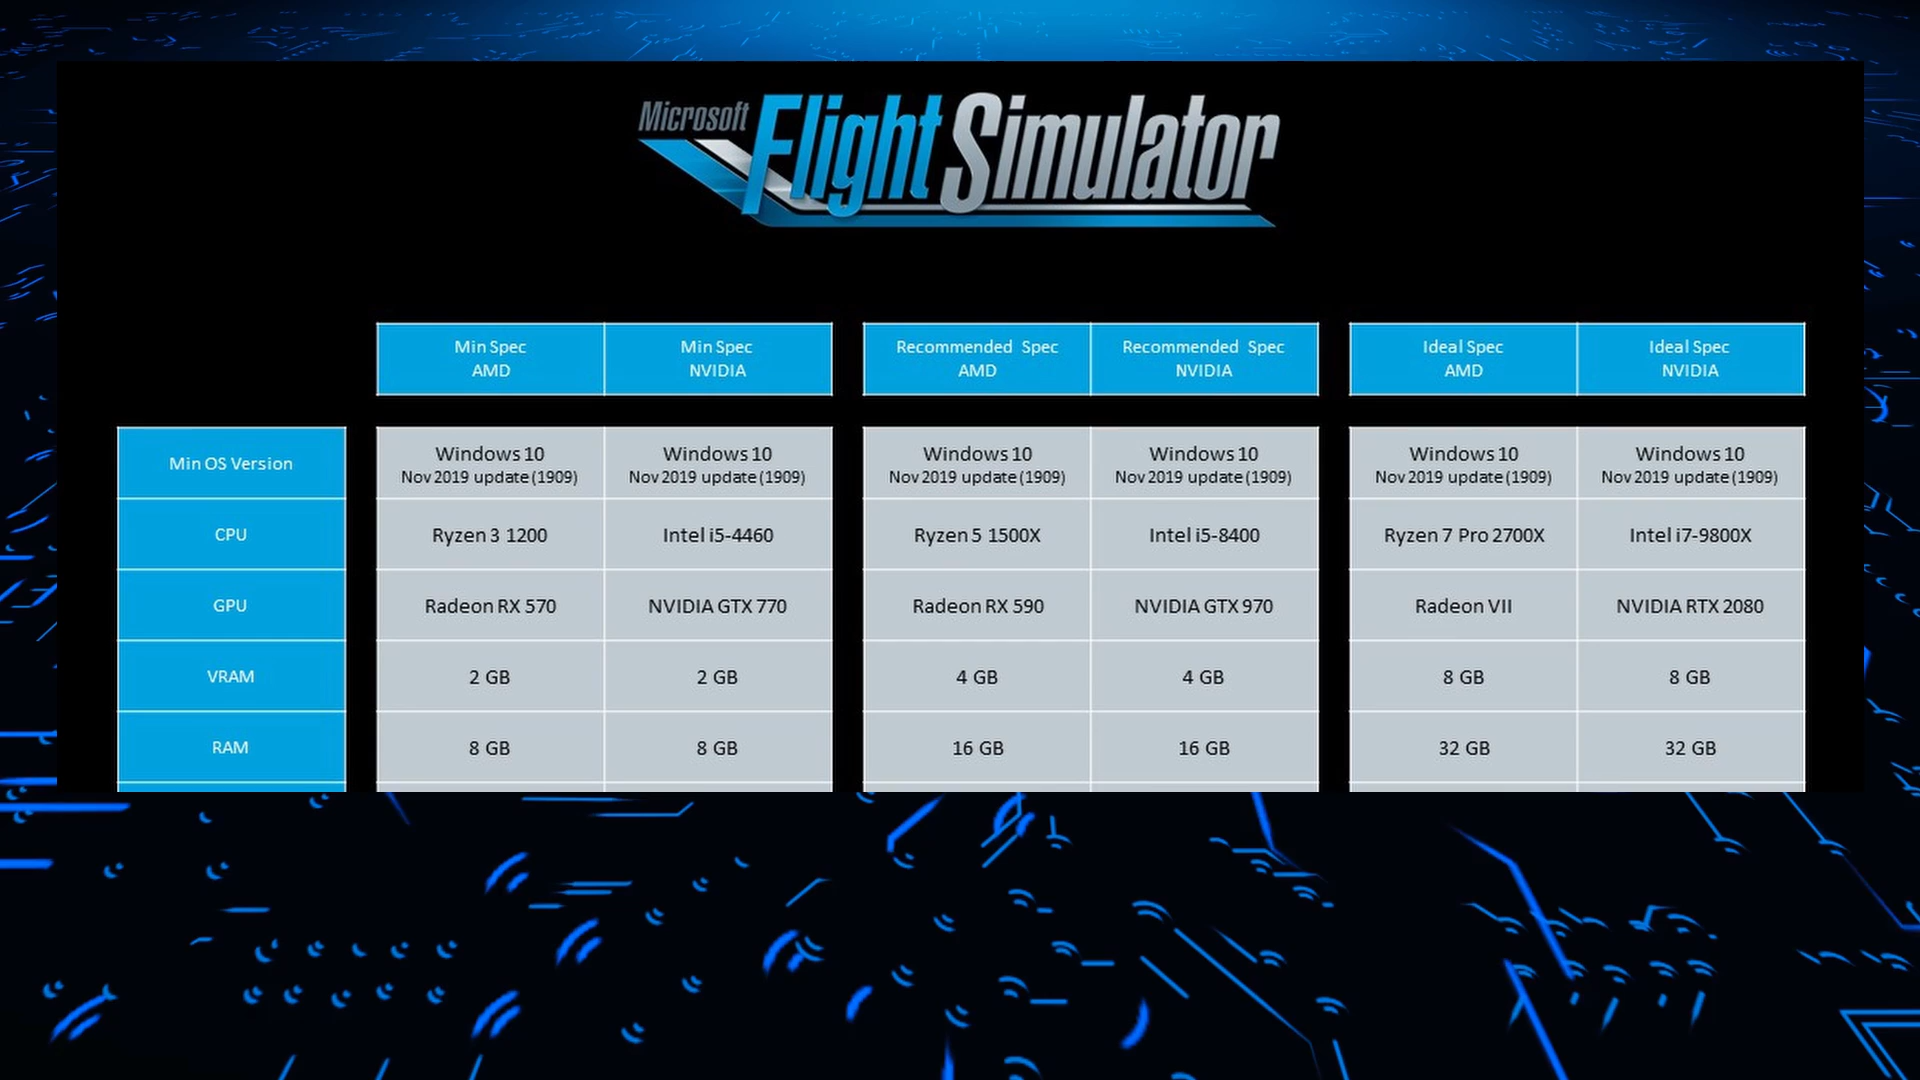 Microsoft Flight Simulator
Min Spec AMD
Min Spec NVIDIA
Recommended Spec AMD
Recommended Spec NVIDIA
Ideal Spec AMD
Ideal Spec NVIDIA
Min OS Version
Windows 10
Nov 2019 update (1909)
Windows 10
Nov 2019 update (1909)
Windows 10
Nov 2019 update (1909)
Windows 10
Nov 2019 update (1909)
Windows 10
Nov 2019 update (1909)
Windows 10
Nov 2019 update (1909)
CPU
Ryzen 3 1200
Intel i5-4460
Ryzen 5 1500X
Intel i5-8400
Ryzen 7 Pro 2700X
Intel i7-9800X
GPU
Radeon RX 570
NVIDIA GTX 770
Radeon RX 590
NVIDIA GTX 970
Radeon VII
NVIDIA RTX 2080
VRAM
2 GB
2 GB
4 GB
4 GB
8 GB
8 GB
RAM
8 GB
8 GB
16 GB
16 GB
32 GB
32 GB